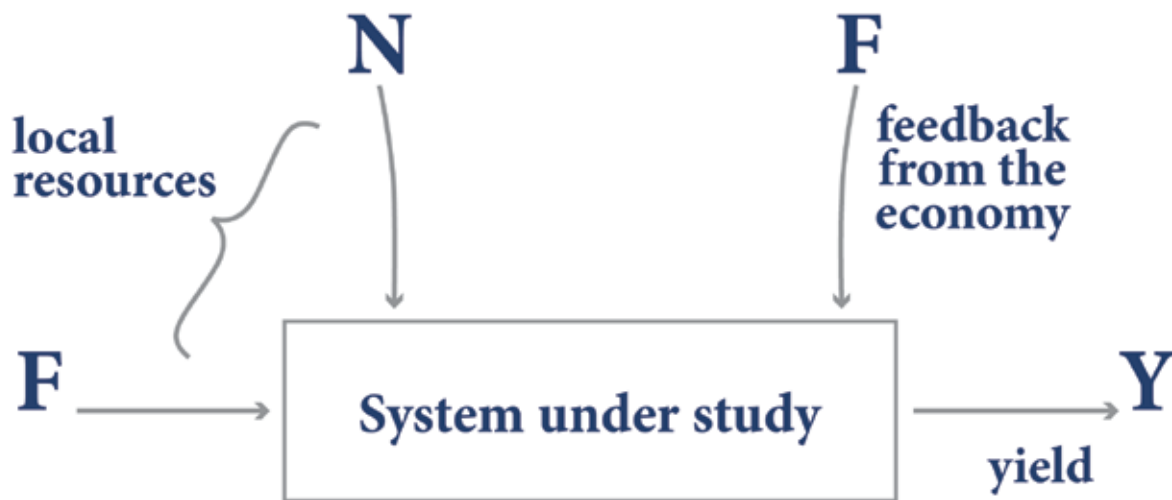 N
F
local
resources
feedback
from the
economy
F
System under study
Y
yield